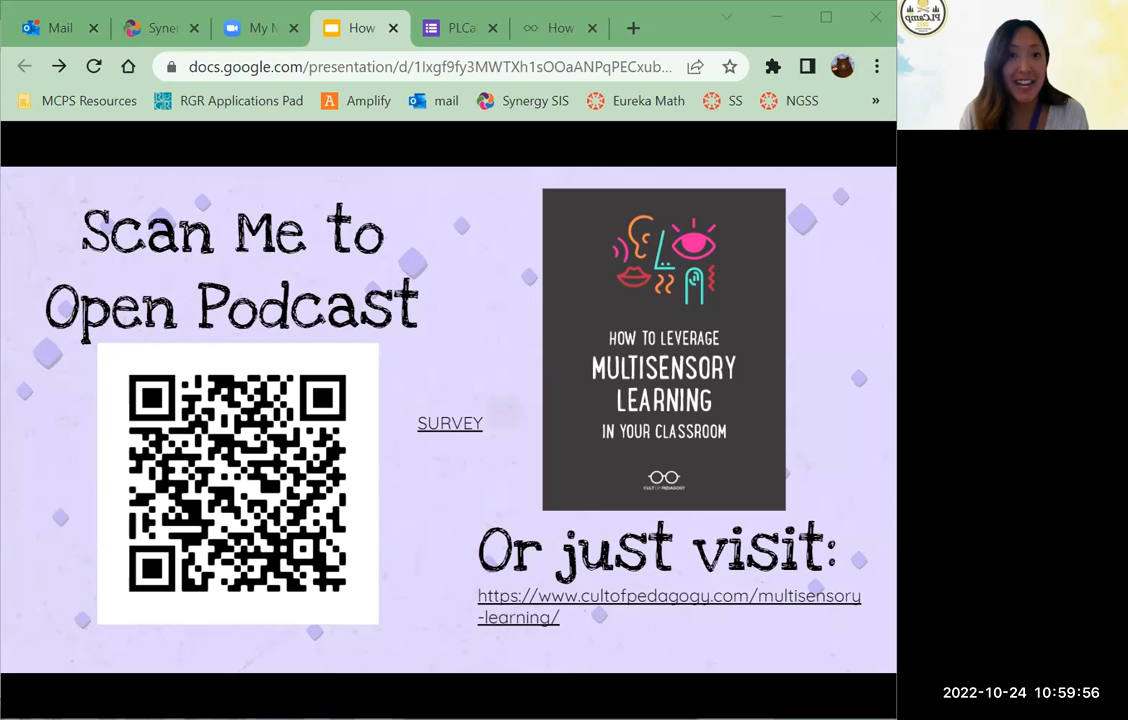 Mail
Syne
My N
How
PLCa
How
docs.google.com/presentation/d/1Ixgf9fy3MWTXh1sOOaANPqPECxub...
MCPS Resources
RGR Applications Pad
Amplify
mail
Synergy SIS
Eureka Math
SS
NGSS
»
PLCamp
Scan Me to
Open Podcast
SURVEY
HOW TO LEVERAGE
MULTISENSORY
LEARNING
IN YOUR CLASSROOM
CULT OF PEDAGOGY
Or just visit:
https://www.cultofpedagogy.com/multisensory
-learning/
2022-10-24 10:59:56